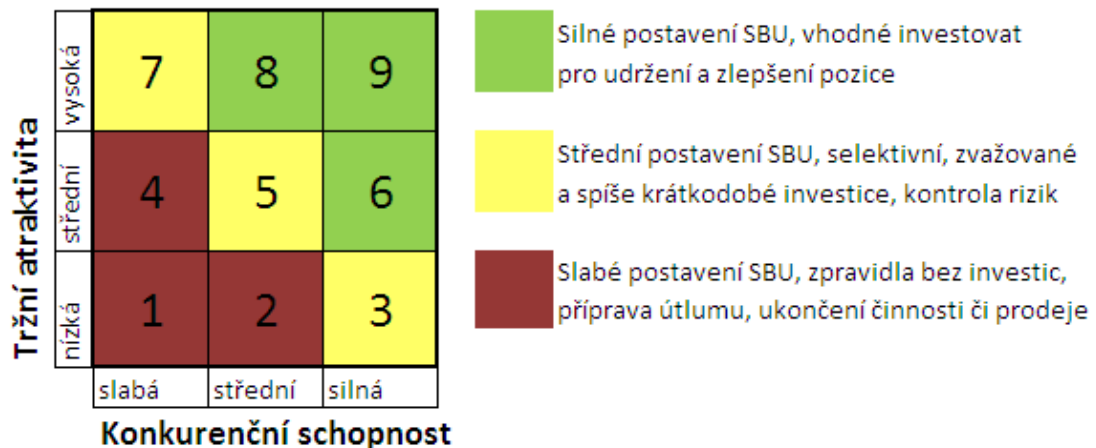 Tržní atraktivita
vysoká
střední
nízká
7 8 9
4 5 6
1 2 3
slabá střední silná
Konkurenční schopnost
Silné postavení SBU, vhodné investovat
pro udržení a zlepšení pozice
Střední postavení SBU, selektivní, zvažované
a spíše krátkodobé investice, kontrola rizik
Slabé postavení SBU, zpravidla bez investic,
příprava útlumu, ukončení činnosti či prodeje